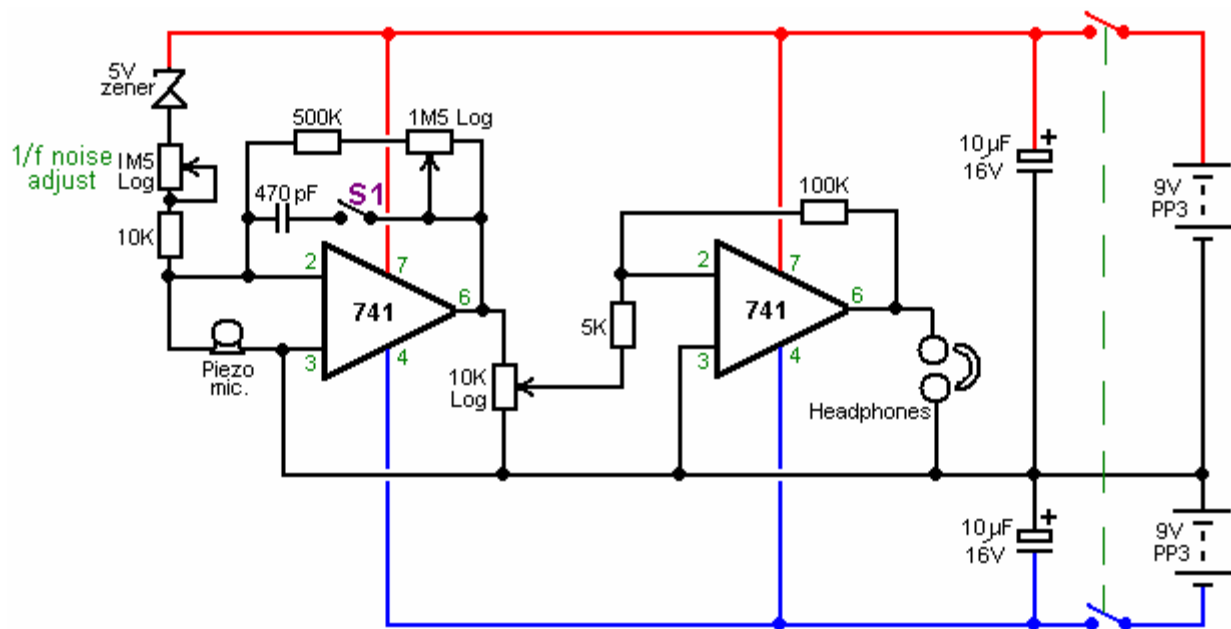 5V
zener
1/f noise
adjust
1M5
Log
10K
500K
1M5 Log
470 pF
S1
2
3
7
4
6
741
Piezo
mic.
10K
Log
5K
100K
2
3
7
4
6
741
Headphones
10µF
16V
+
9V
PP3
10µF
16V
+
9V
PP3